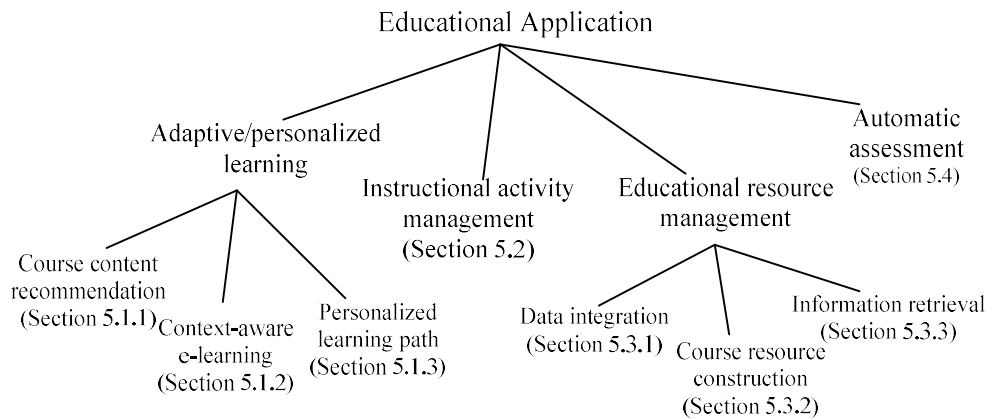 Educational Application
Adaptive/personalized
learning
Instructional activity
management
(Section 5.2)
Educational resource
management
Automatic
assessment
(Section 5.4)
Course content
recommendation
(Section 5.1.1)
Context-aware
e-learning
(Section 5.1.2)
Personalized
learning path
(Section 5.1.3)
Data integration
(Section 5.3.1)
Course resource
construction
(Section 5.3.2)
Information retrieval
(Section 5.3.3)